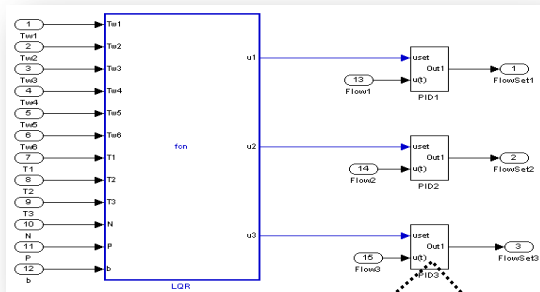 1 Tw1
Tw1
2 Tw2
Tw2
3 Tw3
Tw3
4 Tw4
Tw4
5 Tw5
Tw5
6 Tw6
Tw6
7 T1
T1
8 T2
T2
9 T3
T3
10 N
N
11 P
P
12 b
b
fcn
u1
u2
u3
LQR
uset
Out1
u(t)
PID1
13
Flow1
1
FlowSet1
uset
Out1
u(t)
PID2
14
Flow2
2
FlowSet2
uset
Out1
u(t)
PID3
15
Flow3
3
FlowSet3